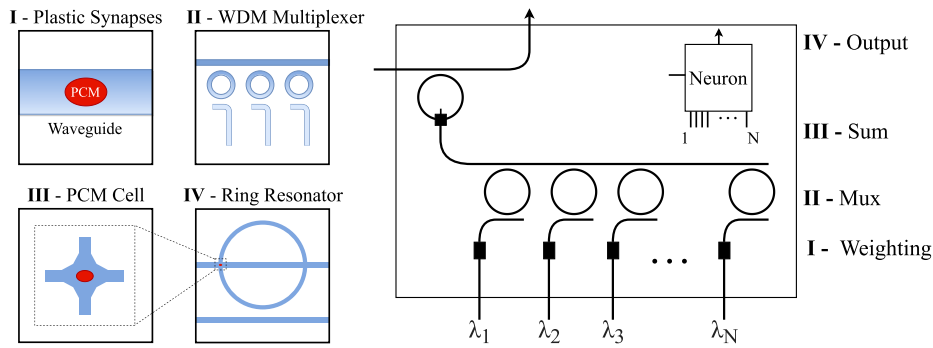 I - Plastic Synapses
PCM
Waveguide
II - WDM Multiplexer
III - PCM Cell
IV - Ring Resonator
Neuron
1 ... N
IV - Output
III - Sum
II - Mux
I - Weighting
...
λ1 λ2 λ3 λN